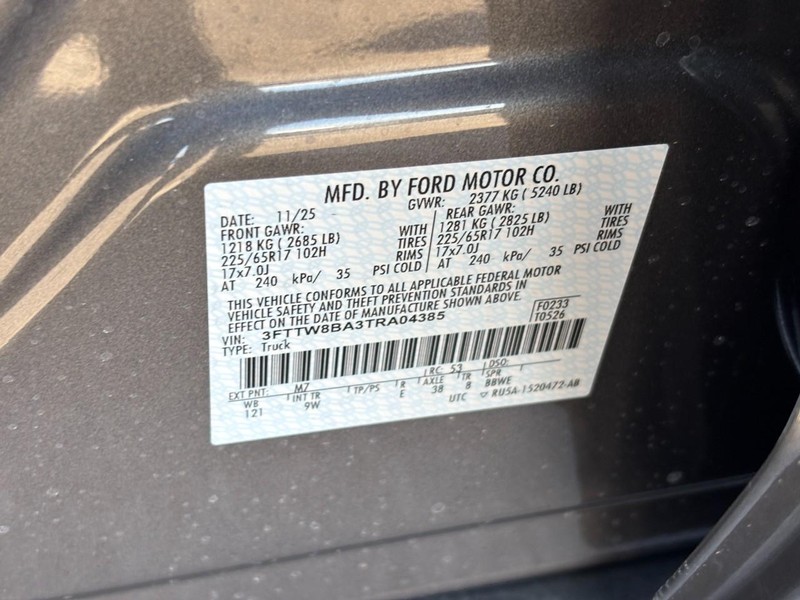 MFD. BY FORD MOTOR CO.
DATE: 11/25 GVWR: 2377 KG ( 5240 LB)
FRONT GAWR: WITH REAR GAWR: WITH
1218 KG ( 2685 LB) TIRES 1281 KG ( 2825 LB) TIRES
225/65R17 102H RIMS 225/65R17 102H RIMS
17x7.0J 17x7.0J
AT 240 kPa/ 35 PSI COLD AT 240 kPa/ 35 PSI COLD
THIS VEHICLE CONFORMS TO ALL APPLICABLE FEDERAL MOTOR
VEHICLE SAFETY AND THEFT PREVENTION STANDARDS IN
EFFECT ON THE DATE OF MANUFACTURE SHOWN ABOVE.
VIN: 3FTTW8BA3TRA04385 F0233
TYPE: Truck T0526
EXT PNT: M7 RC: 53 DSO:
WB INT TR TP/PS R AXLE TR SPR
121 9W E 38 8 BBWE
UTC RU5A-1520472-AB